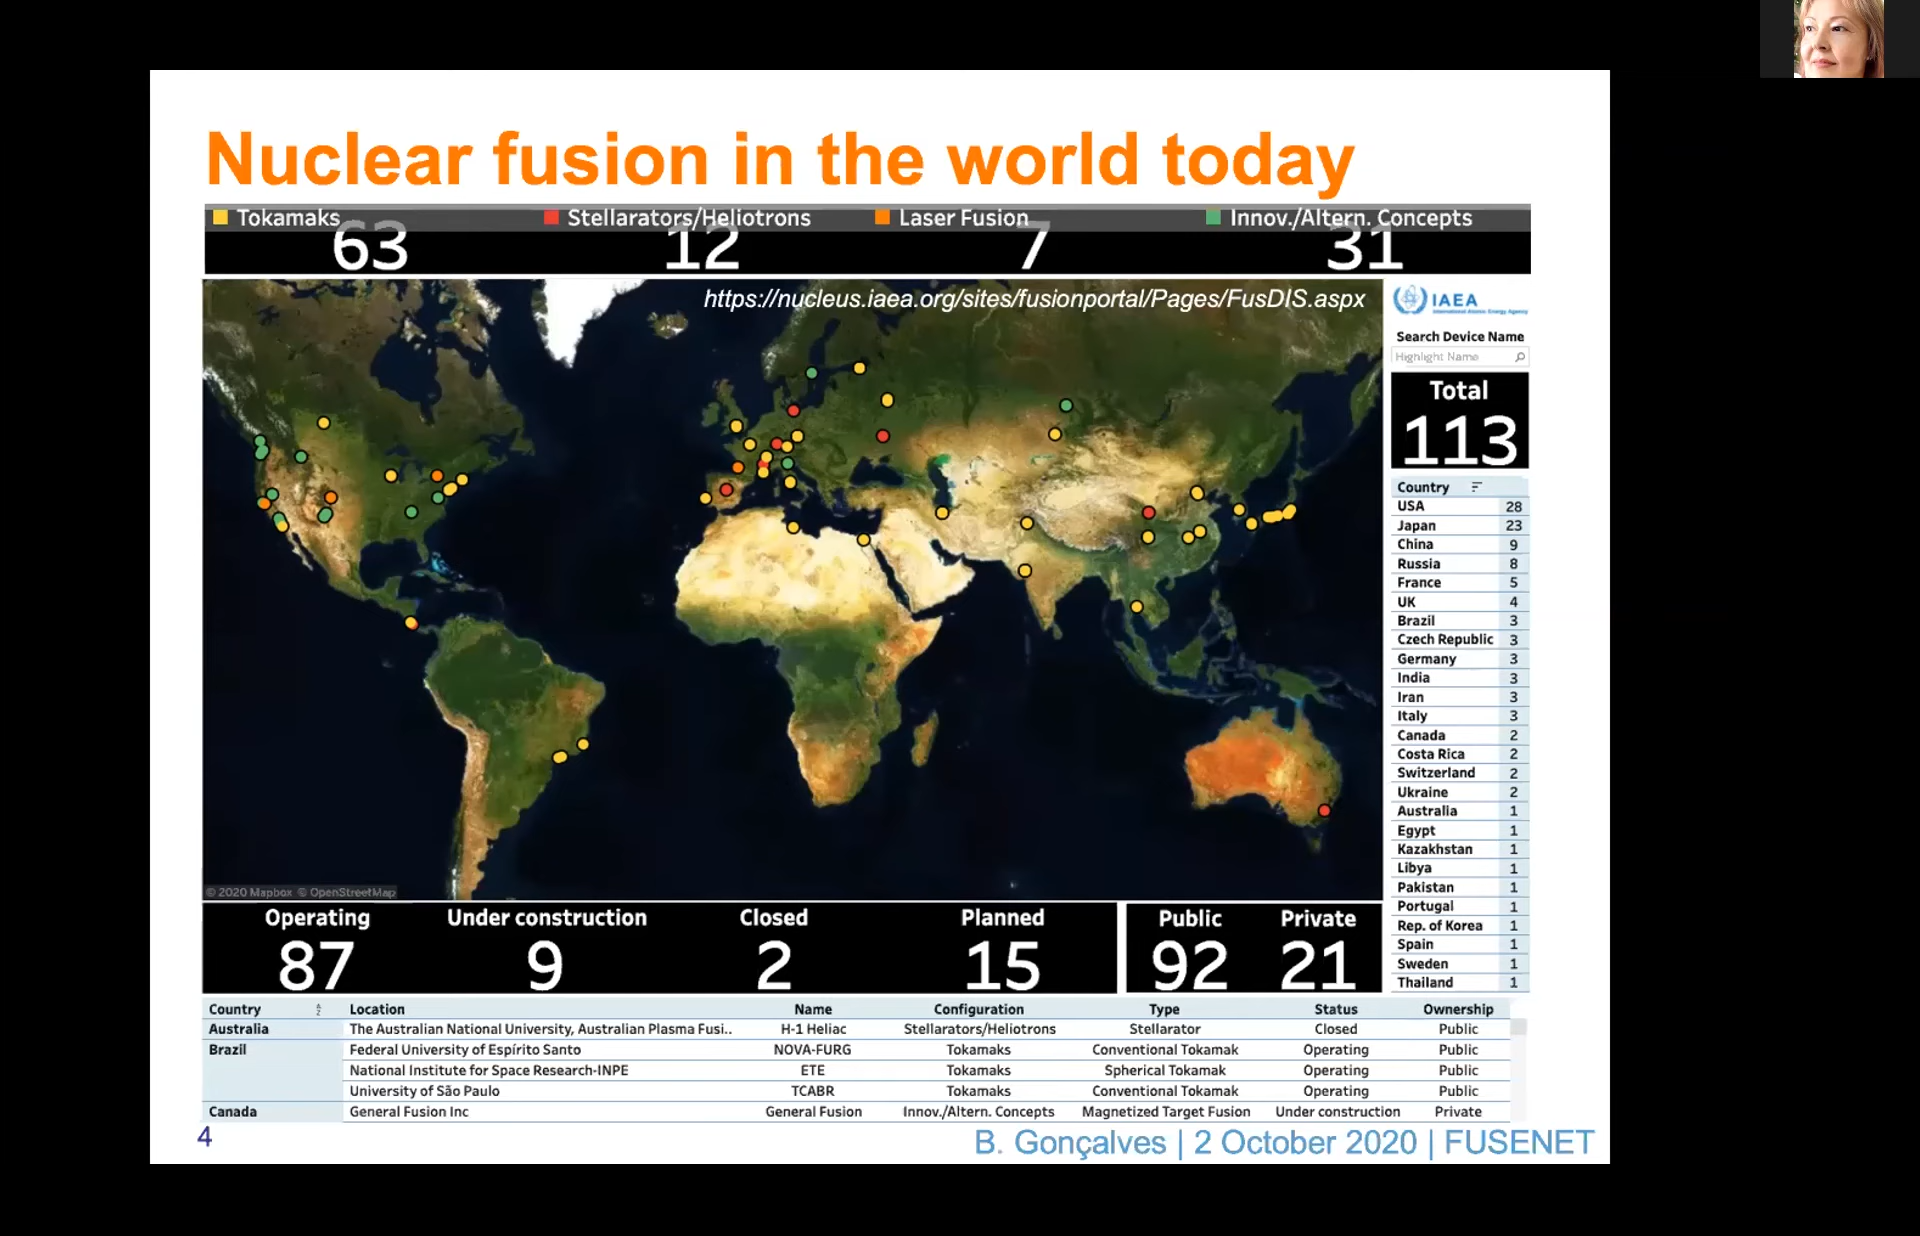 Nuclear fusion in the world today
Tokamaks Stellarators/Heliotrons Laser Fusion Innov./Altern. Concepts
63 12 7 31
https://nucleus.iaea.org/sites/fusionportal/Pages/FusDIS.aspx
IAEA
International Atomic Energy Agency
Search Device Name
Highlight Name
Total
113
Country
USA 28
Japan 23
China 9
Russia 8
France 5
UK 4
Brazil 3
Czech Republic 3
Germany 3
India 3
Iran 3
Italy 3
Canada 2
Costa Rica 2
Switzerland 2
Ukraine 2
Australia 1
Egypt 1
Kazakhstan 1
Libya 1
Pakistan 1
Portugal 1
Rep. of Korea 1
Spain 1
Sweden 1
Thailand 1
© 2020 Mapbox © OpenStreetMap
Operating Under construction Closed Planned Public Private
87 9 2 15 92 21
Country Location Name Configuration Type Status Ownership
Australia The Australian National University, Australian Plasma Fusi.. H-1 Heliac Stellarators/Heliotrons Stellarator Closed Public
Brazil Federal University of Espírito Santo NOVA-FURG Tokamaks Conventional Tokamak Operating Public
National Institute for Space Research-INPE ETE Tokamaks Spherical Tokamak Operating Public
University of São Paulo TCABR Tokamaks Conventional Tokamak Operating Public
Canada General Fusion Inc General Fusion Innov./Altern. Concepts Magnetized Target Fusion Under construction Private
4
B. Gonçalves | 2 October 2020 | FUSENET